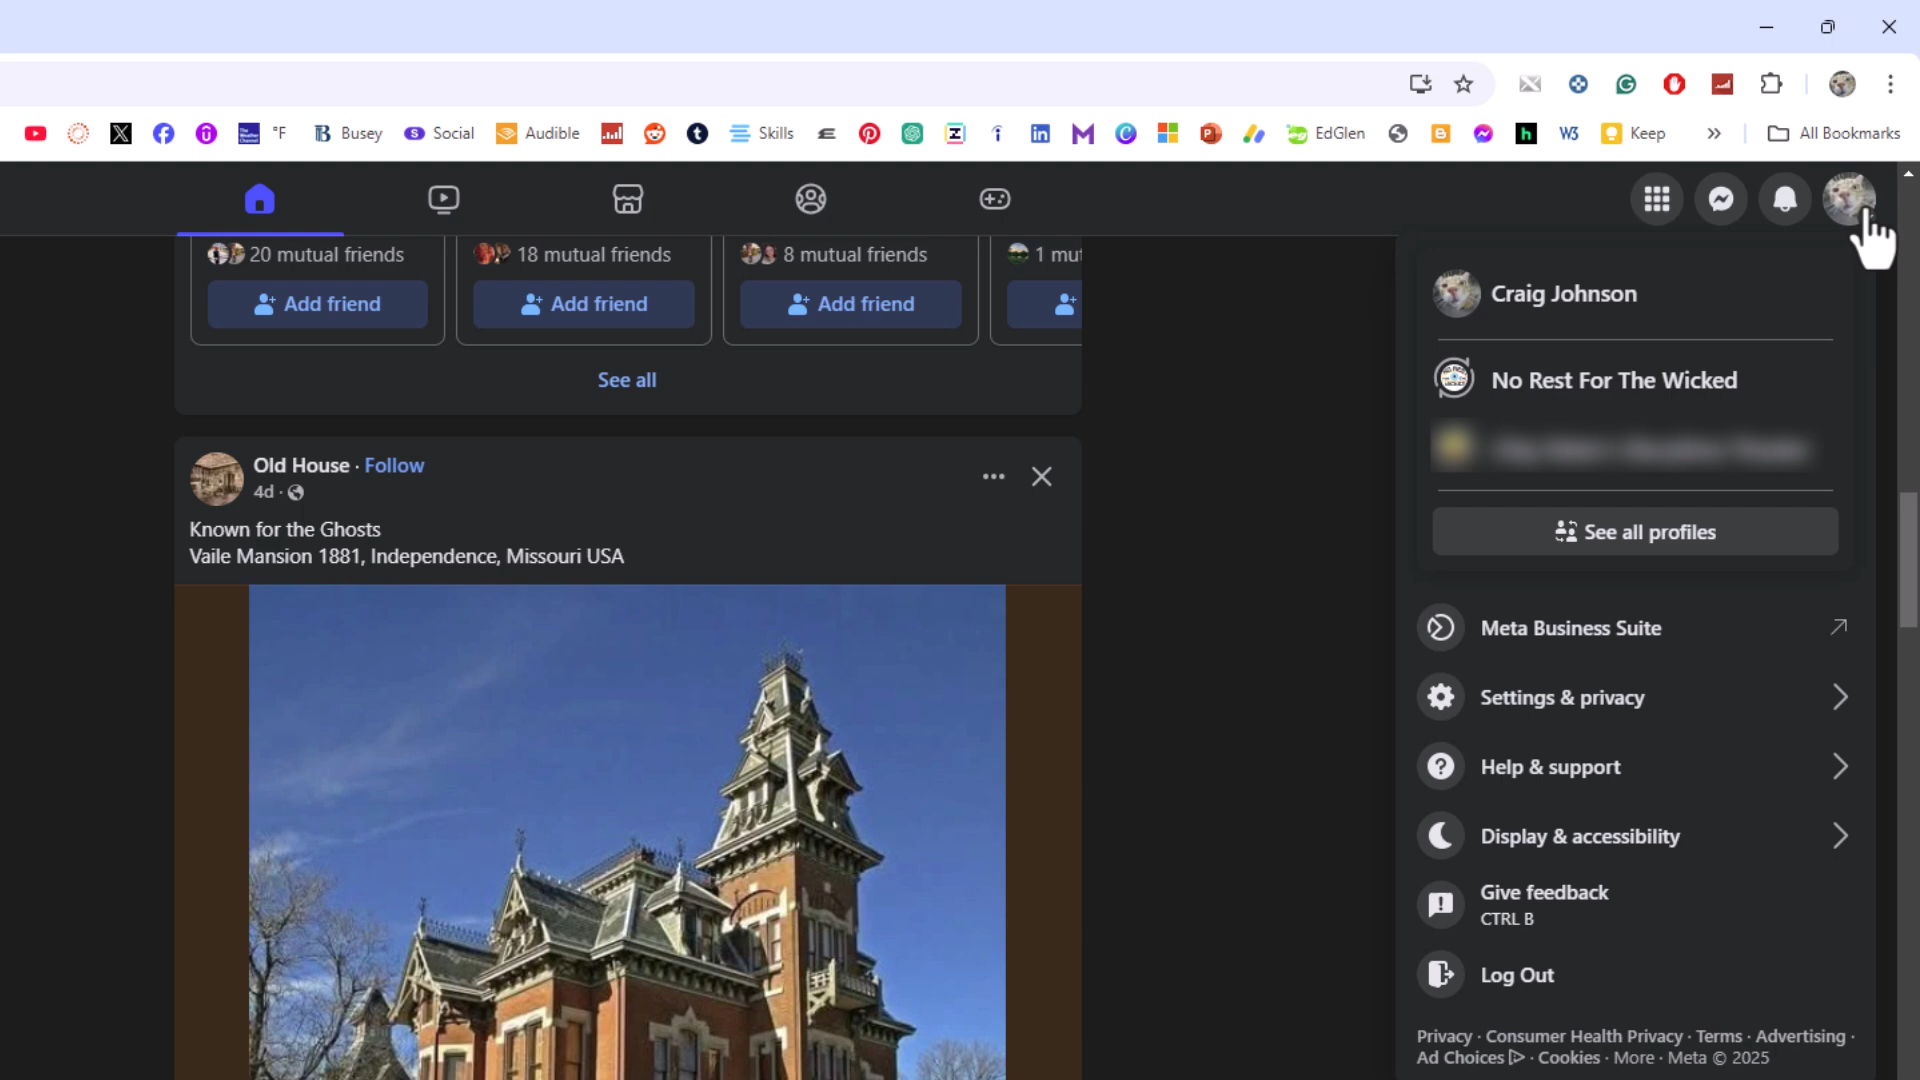 °F
Busey
Social
Audible
Skills
EdGlen
W3
Keep
All Bookmarks
20 mutual friends
18 mutual friends
8 mutual friends
1 mut
Add friend
Add friend
Add friend
See all
Old House · Follow
4d ·
Known for the Ghosts
Vaile Mansion 1881, Independence, Missouri USA
Craig Johnson
No Rest For The Wicked
See all profiles
Meta Business Suite
Settings & privacy
Help & support
Display & accessibility
Give feedback
CTRL B
Log Out
Privacy · Consumer Health Privacy · Terms · Advertising ·
Ad Choices · Cookies · More · Meta © 2025